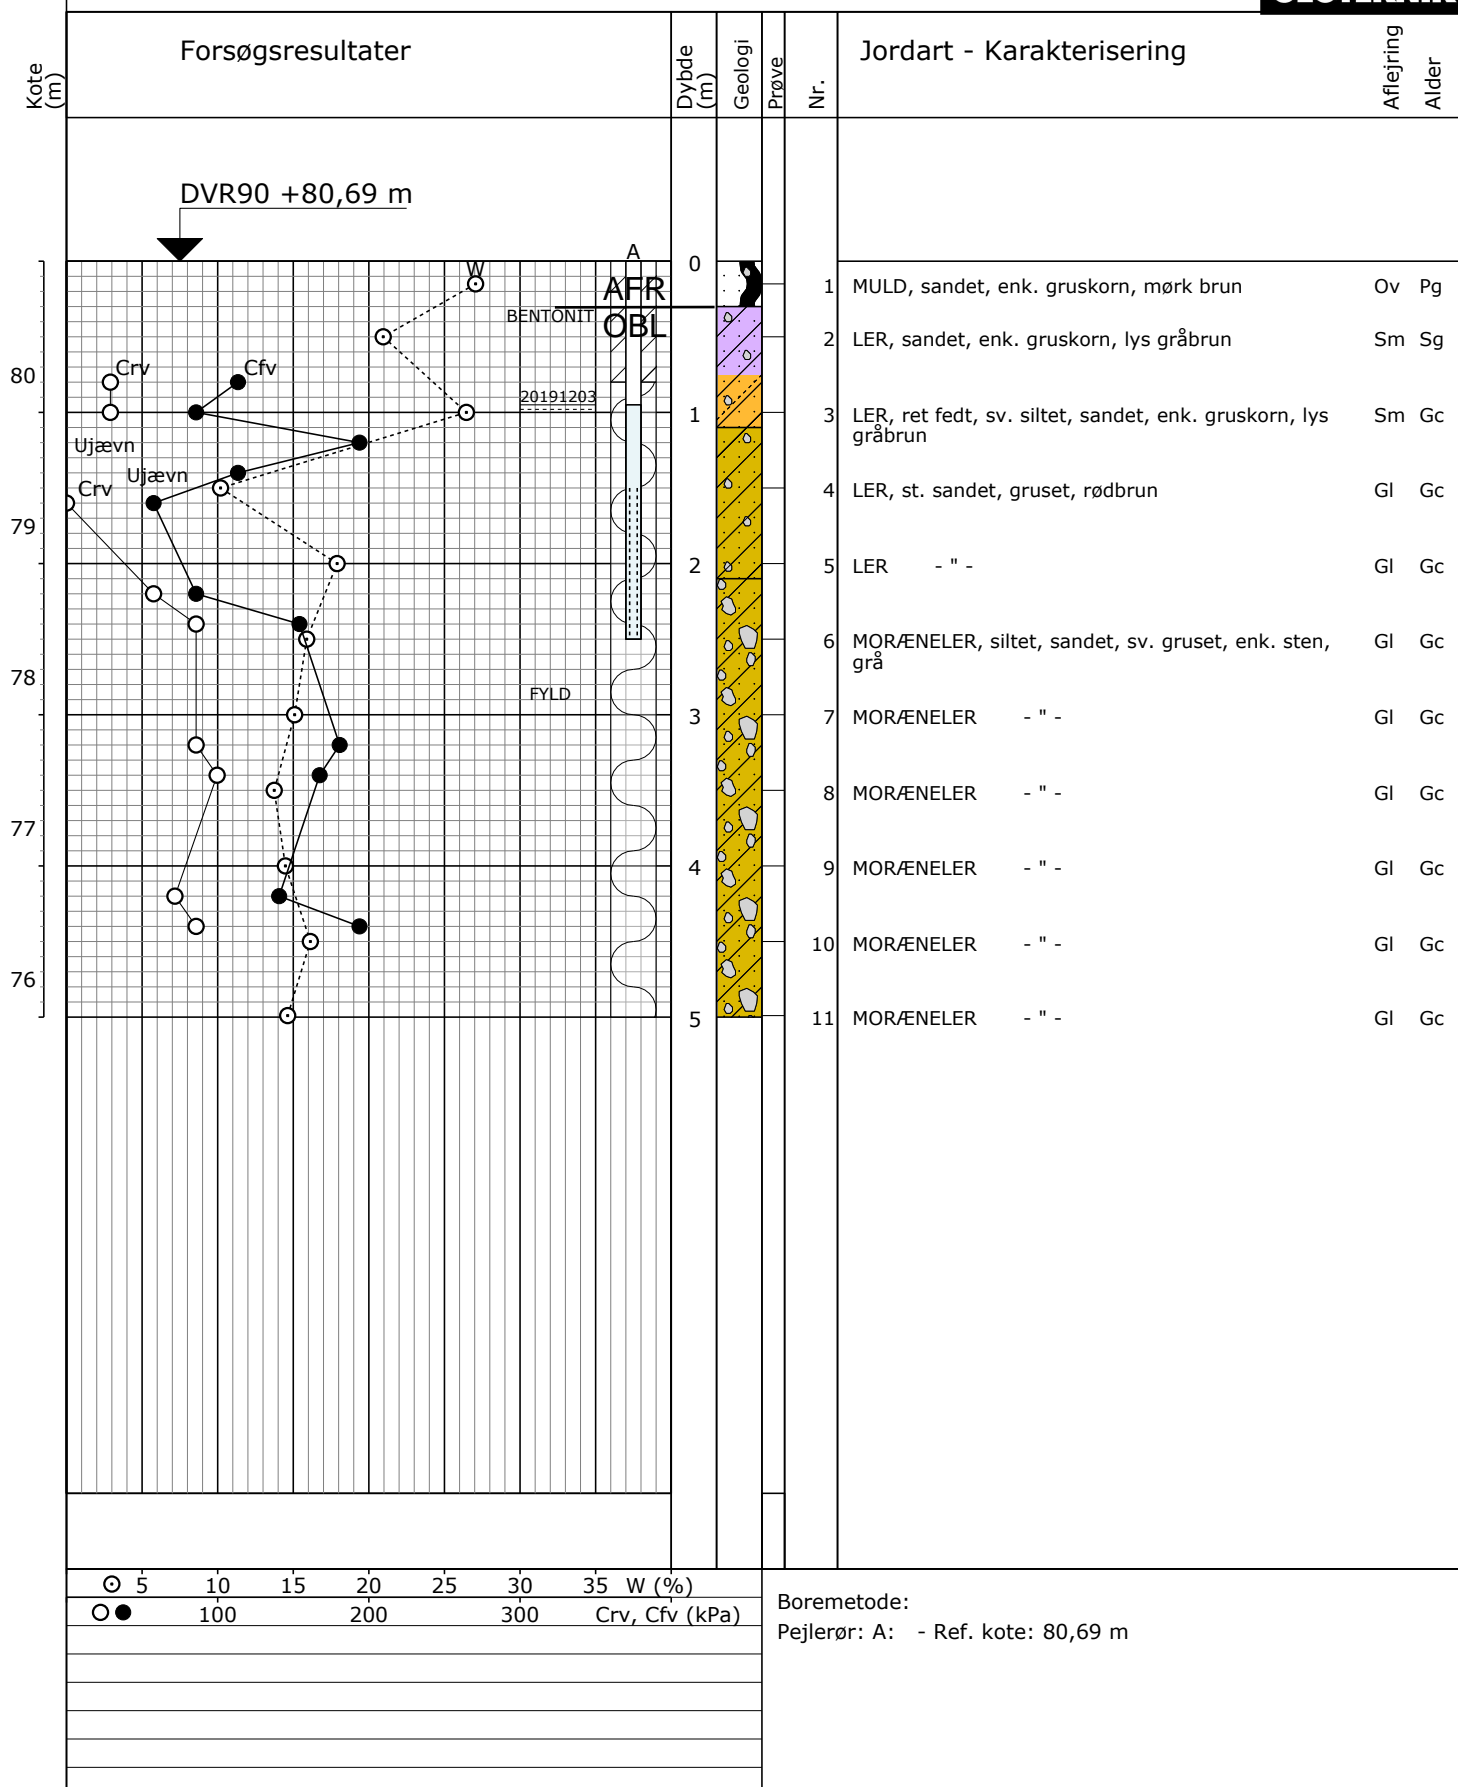 Kote (m)
Forsøgsresultater
Dybde (m)
Geologi
Prøve
Nr.
Jordart - Karakterisering
Aflejring
Alder
DVR90 +80,69 m
A
W
0
AFR
1 MULD, sandet, enk. gruskorn, mørk brun Ov Pg
BENTONIT
OBL
2 LER, sandet, enk. gruskorn, lys gråbrun Sm Sg
80
Crv
Cfv
20191203
1
3 LER, ret fedt, sv. siltet, sandet, enk. gruskorn, lys Sm Gc
gråbrun
Ujævn
Ujævn
Crv
4 LER, st. sandet, gruset, rødbrun Gl Gc
79
2
5 LER - " - Gl Gc
6 MORÆNELER, siltet, sandet, sv. gruset, enk. sten, Gl Gc
grå
78
FYLD
3
7 MORÆNELER - " - Gl Gc
8 MORÆNELER - " - Gl Gc
77
4
9 MORÆNELER - " - Gl Gc
10 MORÆNELER - " - Gl Gc
76
5
11 MORÆNELER - " - Gl Gc
5 10 15 20 25 30 35 W (%)
100 200 300 Crv, Cfv (kPa)
Boremetode:
Pejlerør: A: - Ref. kote: 80,69 m